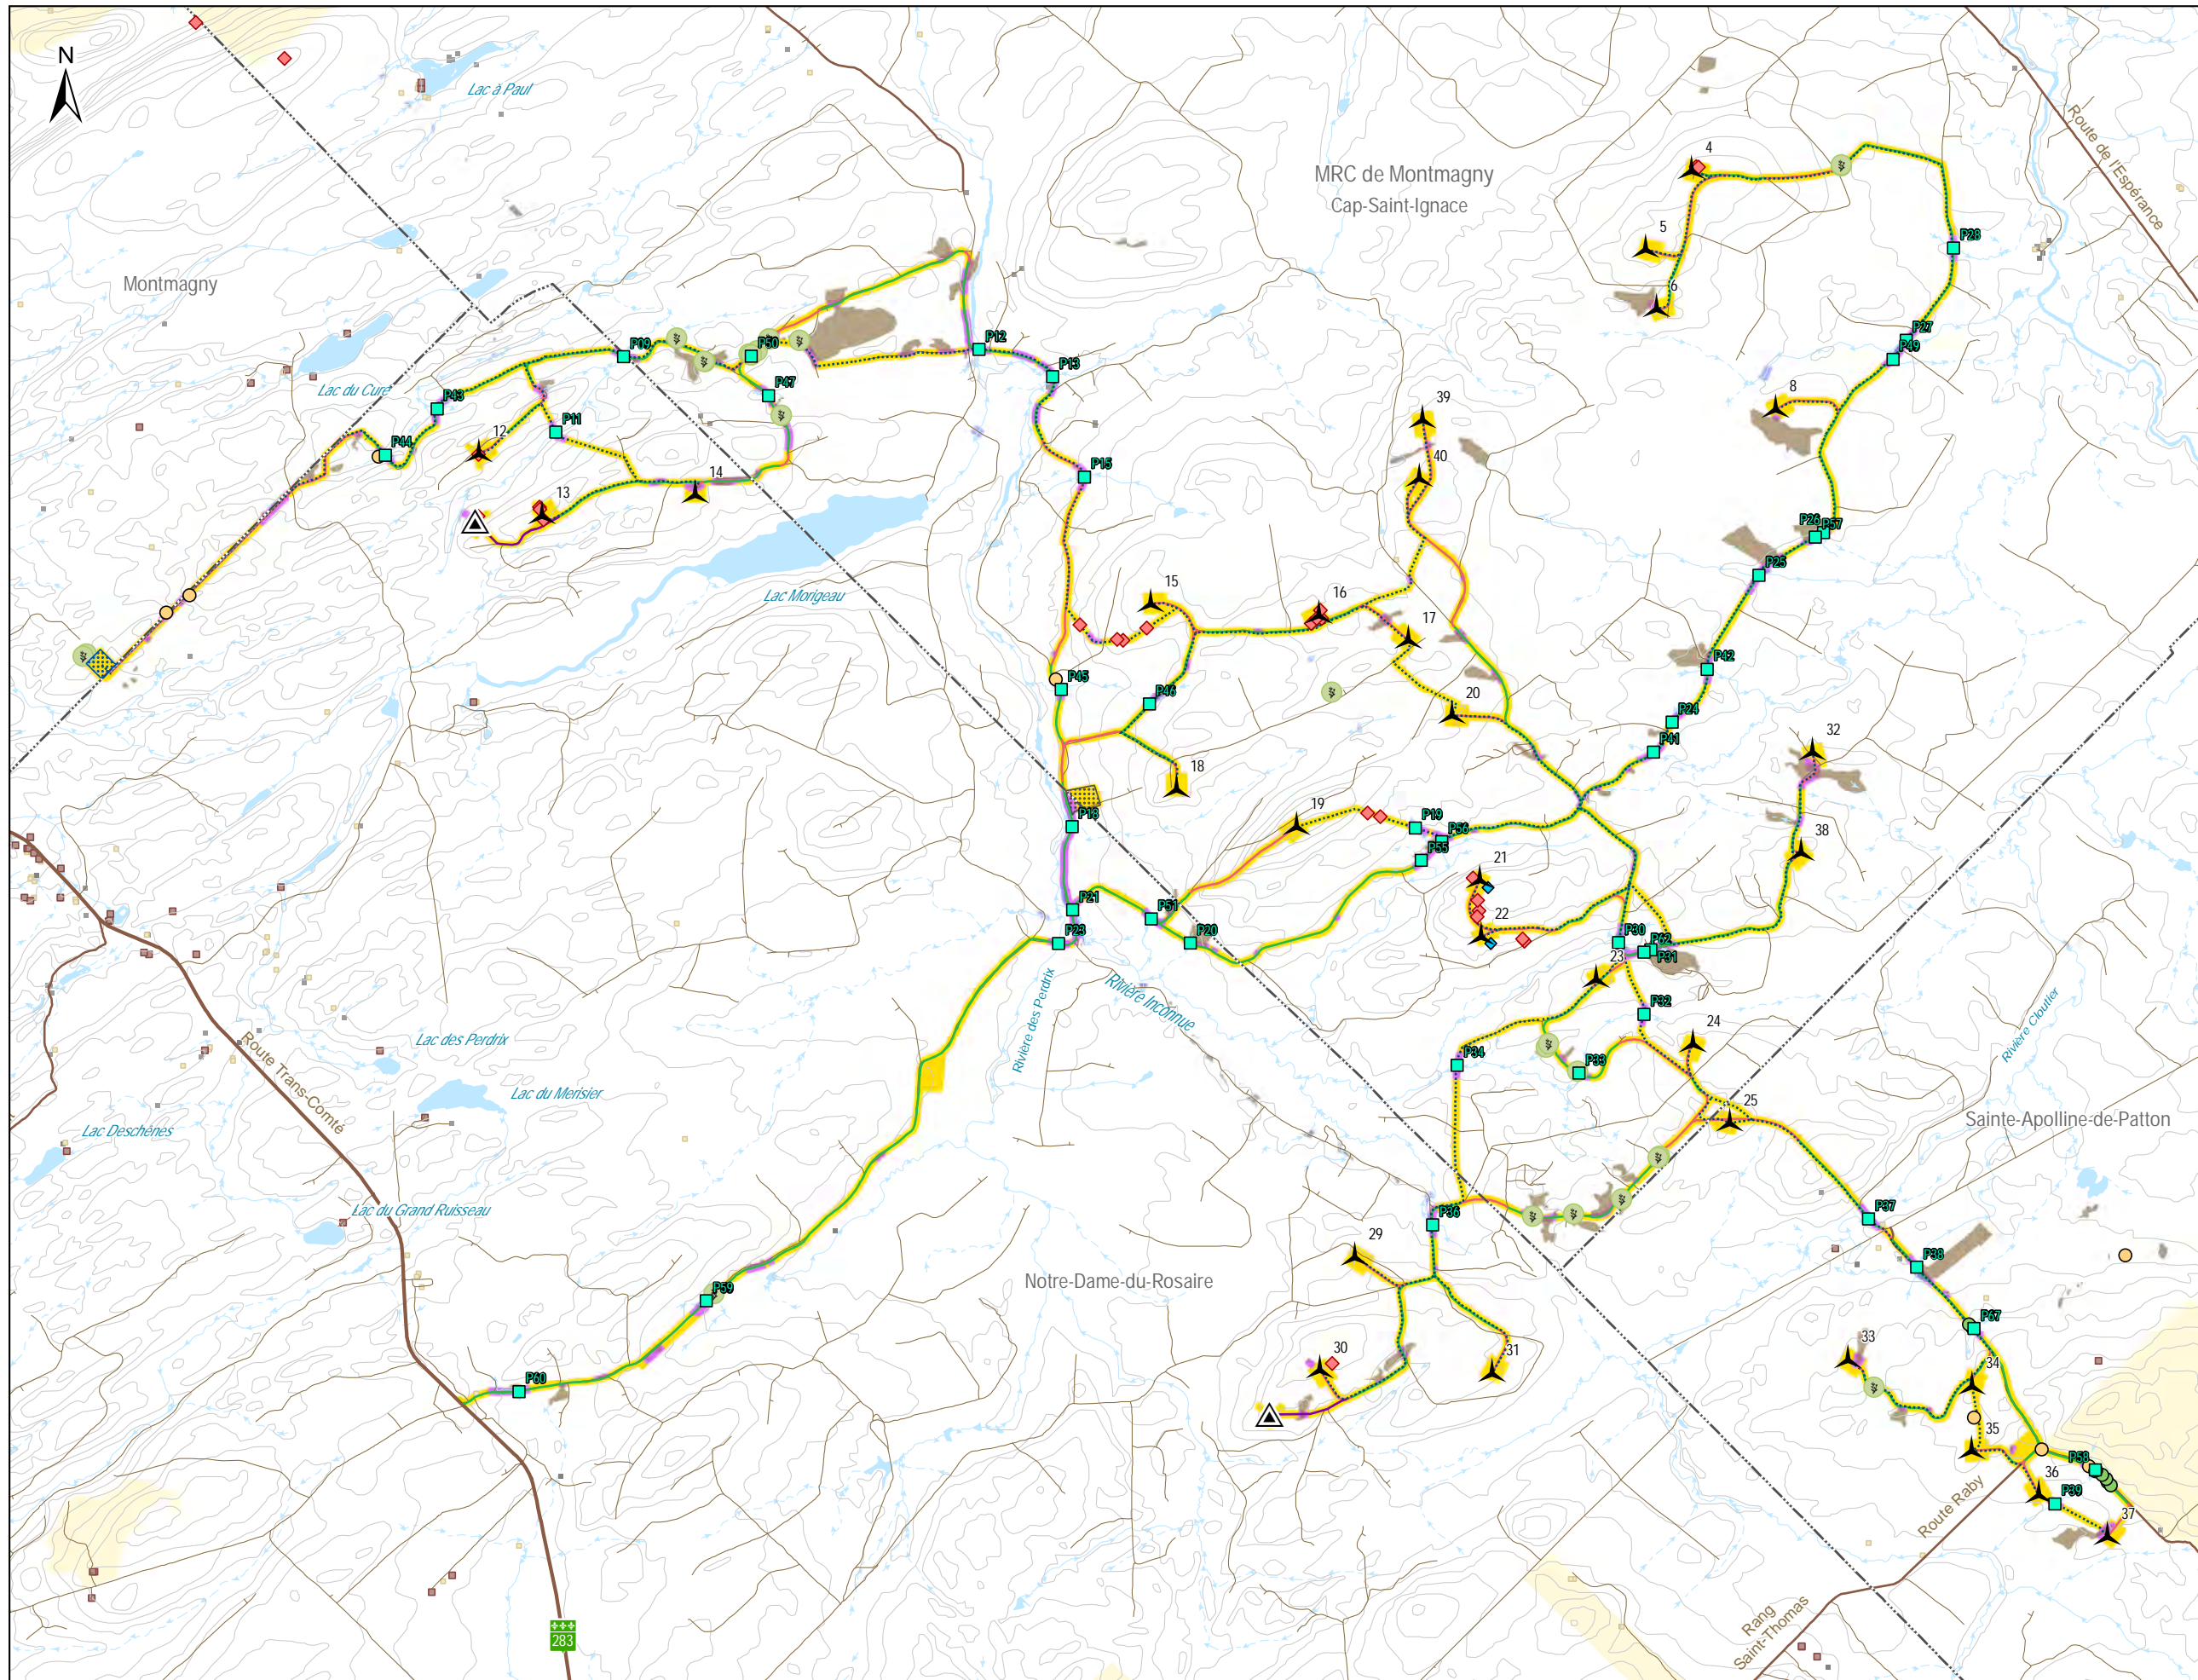 N
Lac à Paul
MRC de Montmagny
Cap-Saint-Ignace
Route de l'Espérance
4
5
6
P28
Montmagny
P27
P49
P09
P50
P12
P13
P47
Lac du Curé
8
39
P43
P11
12
P44
40
14
P15
13
P26
P57
P25
Lac Morigeau
15
16
17
P42
P45
P46
20
P24
P41
32
18
19
P18
P19
P56
P55
38
21
P21
P51
22
P23
P20
P30
P62
P31
23
Rivière des Perdrix
Rivière Inconnue
P32
Rivière Cloutier
24
Route Trans-Comté
Lac des Perdrix
P34
P33
Lac du Merisier
25
Lac Deschênes
Sainte-Apolline-de-Patton
Lac du Grand Ruisseau
P36
P37
29
P38
Notre-Dame-du-Rosaire
P59
P67
33
30
31
34
P60
35
P58
36
P39
Route Raby
37
Rang
Saint-Thomas
283